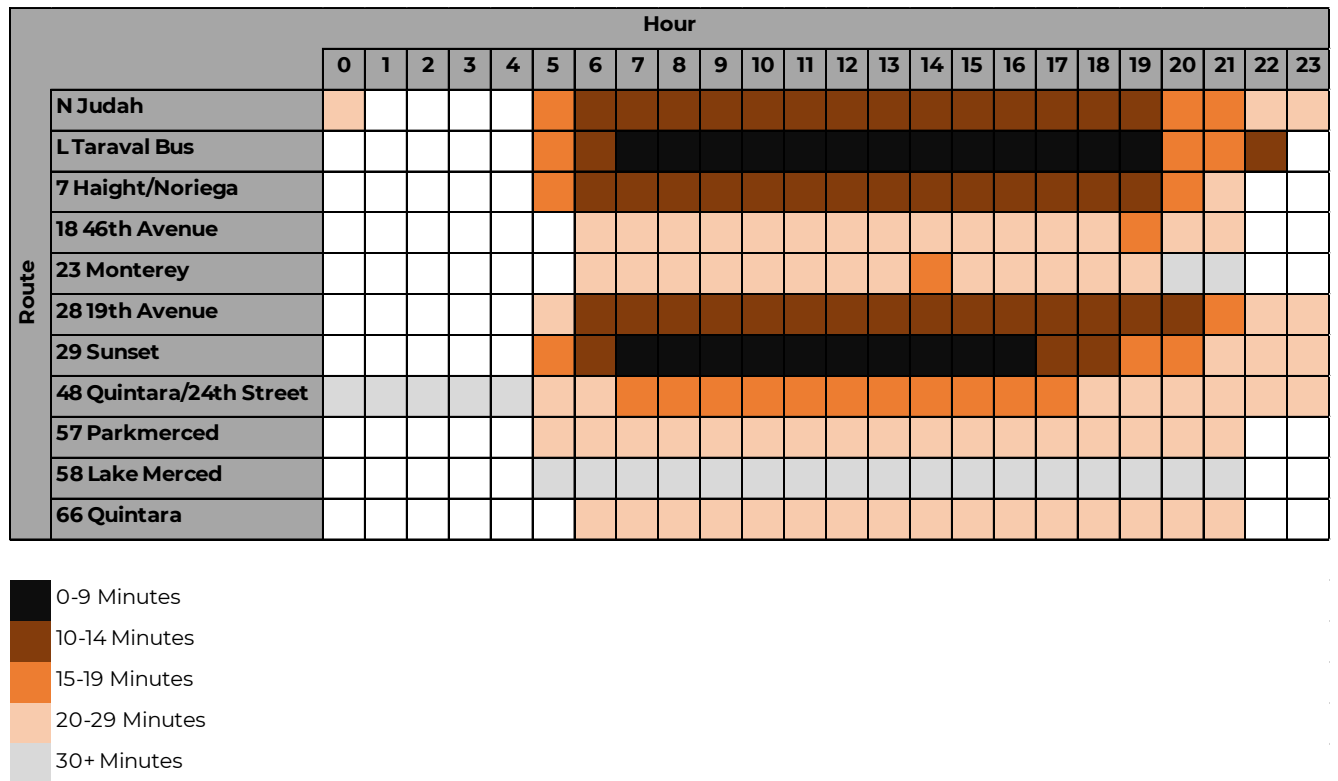 Hour
0 1 2 3 4 5 6 7 8 9 10 11 12 13 14 15 16 17 18 19 20 21 22 23
Route
N Judah
L Taraval Bus
7 Haight/Noriega
18 46th Avenue
23 Monterey
28 19th Avenue
29 Sunset
48 Quintara/24th Street
57 Parkmerced
58 Lake Merced
66 Quintara
0-9 Minutes
10-14 Minutes
15-19 Minutes
20-29 Minutes
30+ Minutes